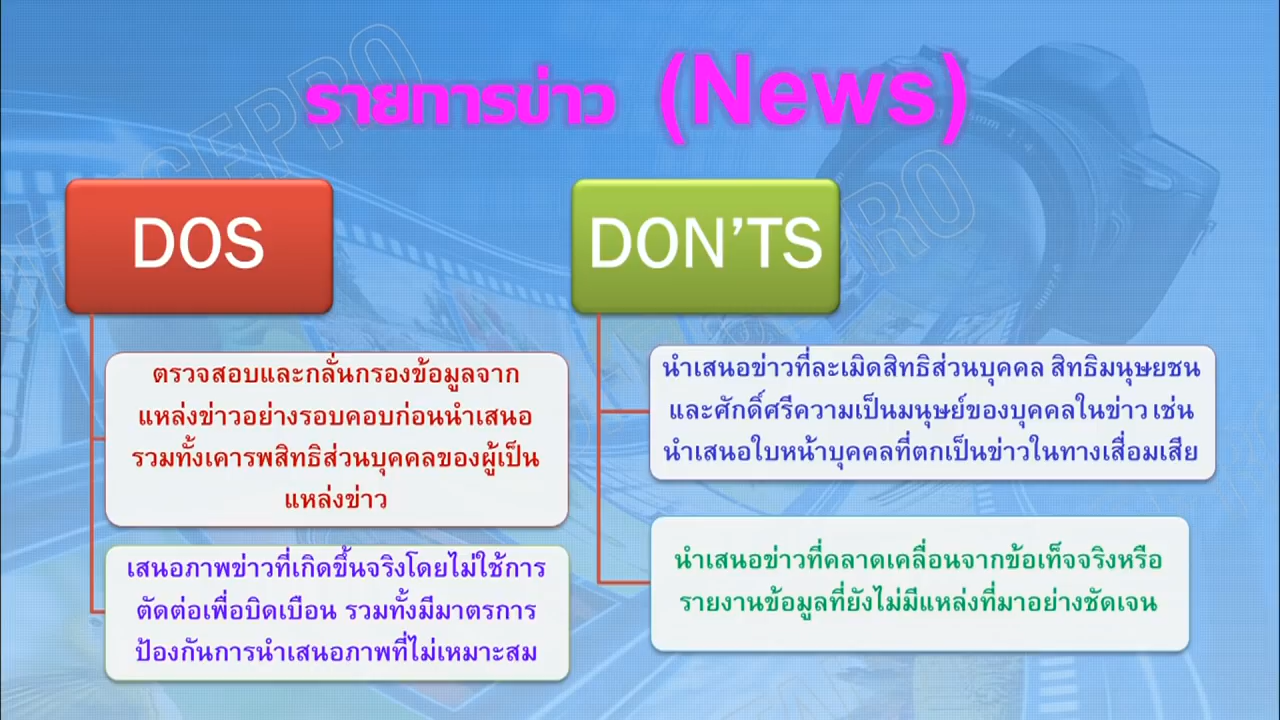 รายการข่าว (News)
DOS
ตรวจสอบและกลั่นกรองข้อมูลจาก
แหล่งข่าวอย่างรอบคอบก่อนนำเสนอ
รวมทั้งเคารพสิทธิส่วนบุคคลของผู้เป็น
แหล่งข่าว
เสนอภาพข่าวที่เกิดขึ้นจริงโดยไม่ใช้การ
ตัดต่อเพื่อบิดเบือน รวมทั้งมีมาตรการ
ป้องกันการนำเสนอภาพที่ไม่เหมาะสม
DON'TS
นำเสนอข่าวที่ละเมิดสิทธิส่วนบุคคล สิทธิมนุษยชน
และศักดิ์ศรีความเป็นมนุษย์ของบุคคลในข่าว เช่น
นำเสนอใบหน้าบุคคลที่ตกเป็นข่าวในทางเสื่อมเสีย
นำเสนอข่าวที่คลาดเคลื่อนจากข้อเท็จจริงหรือ
รายงานข้อมูลที่ยังไม่มีแหล่งที่มาอย่างชัดเจน